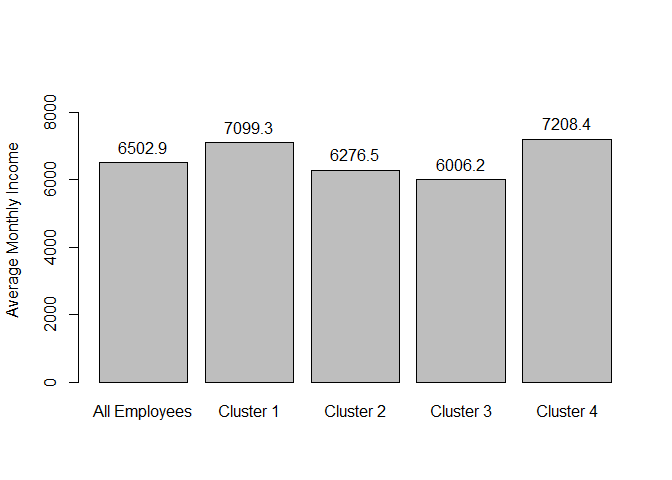 Average Monthly Income
8000
6000
4000
2000
0
6502.9
7099.3
6276.5
6006.2
7208.4
All Employees
Cluster 1
Cluster 2
Cluster 3
Cluster 4